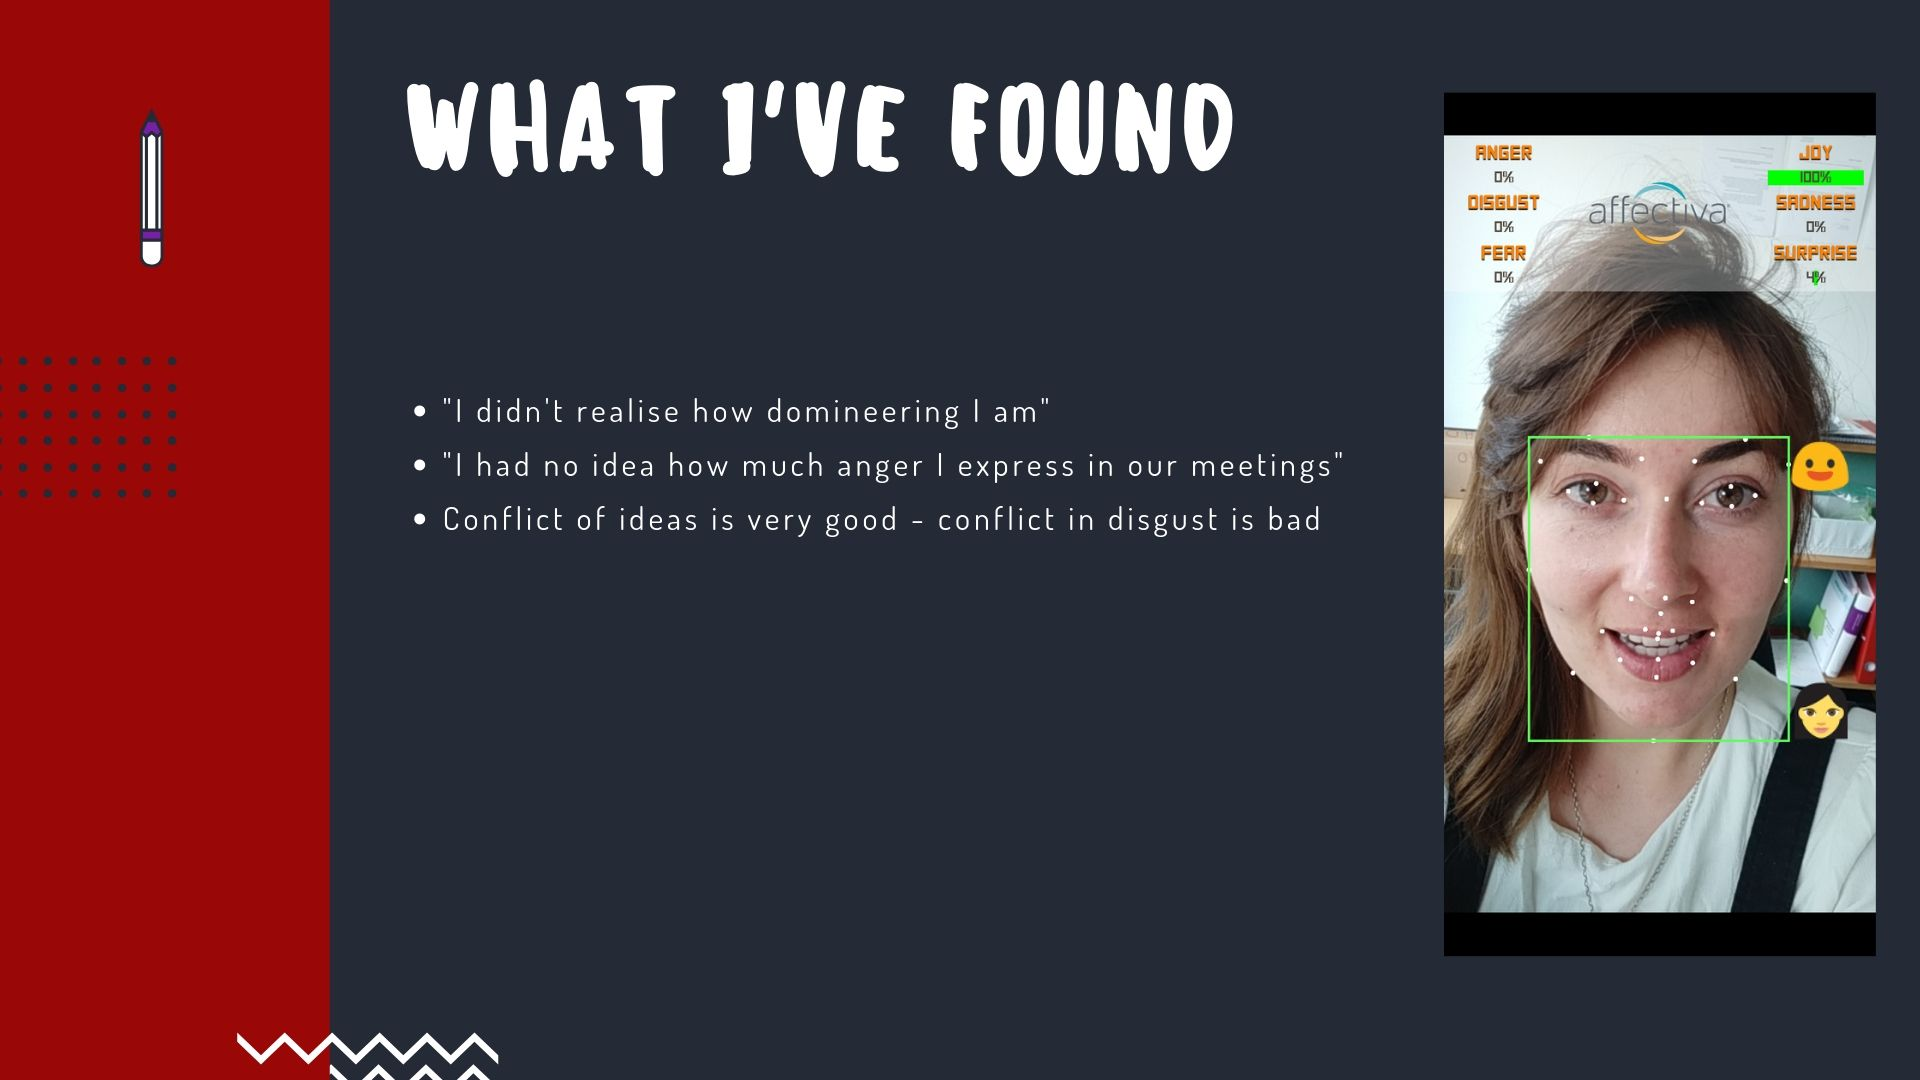 WHAT I'VE FOUND
"I didn't realise how domineering I am"
"I had no idea how much anger I express in our meetings"
Conflict of ideas is very good - conflict in disgust is bad
ANGER
0%
DISGUST
0%
FEAR
0%
affectiva
JOY
100%
SADNESS
0%
SURPRISE
4%